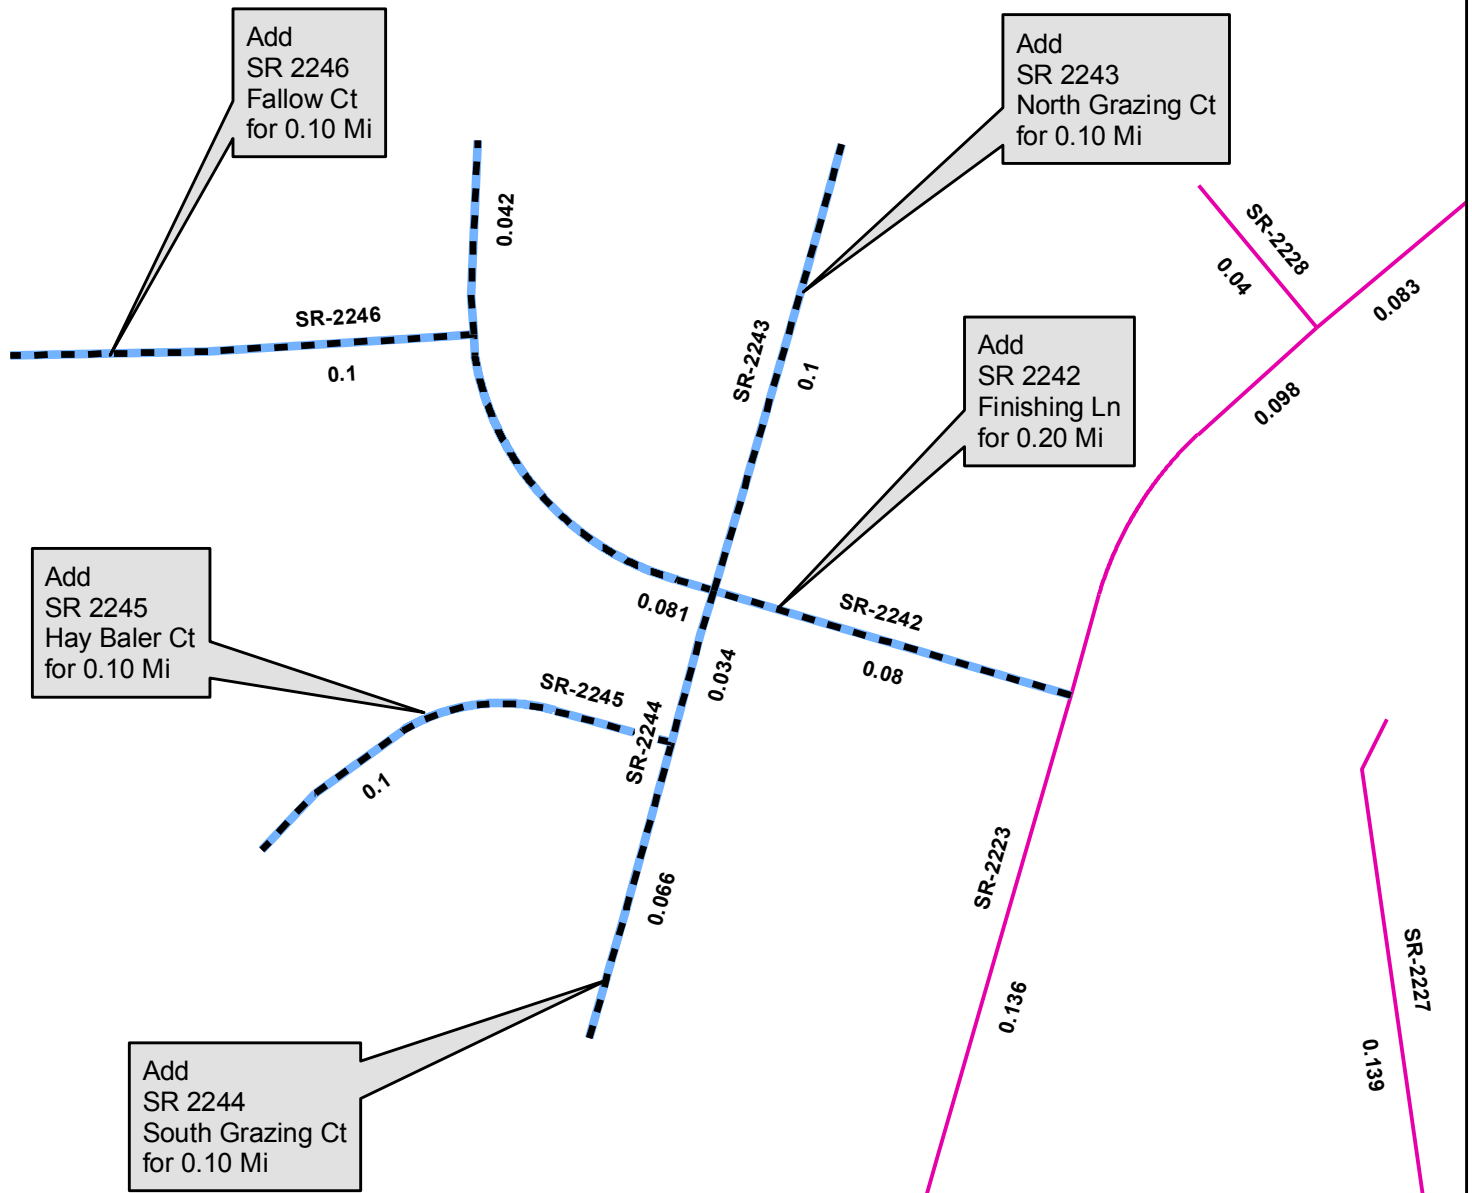 Add
SR 2246
Fallow Ct
for 0.10 Mi
Add
SR 2243
North Grazing Ct
for 0.10 Mi
0.042
SR-2228
0.04
0.083
SR-2246
0.1
SR-2243
0.1
Add
SR 2242
Finishing Ln
for 0.20 Mi
0.098
Add
SR 2245
Hay Baler Ct
for 0.10 Mi
0.081
SR-2242
0.08
0.034
SR-2245
SR-2244
0.1
0.066
SR-2223
0.136
SR-2227
0.139
Add
SR 2244
South Grazing Ct
for 0.10 Mi